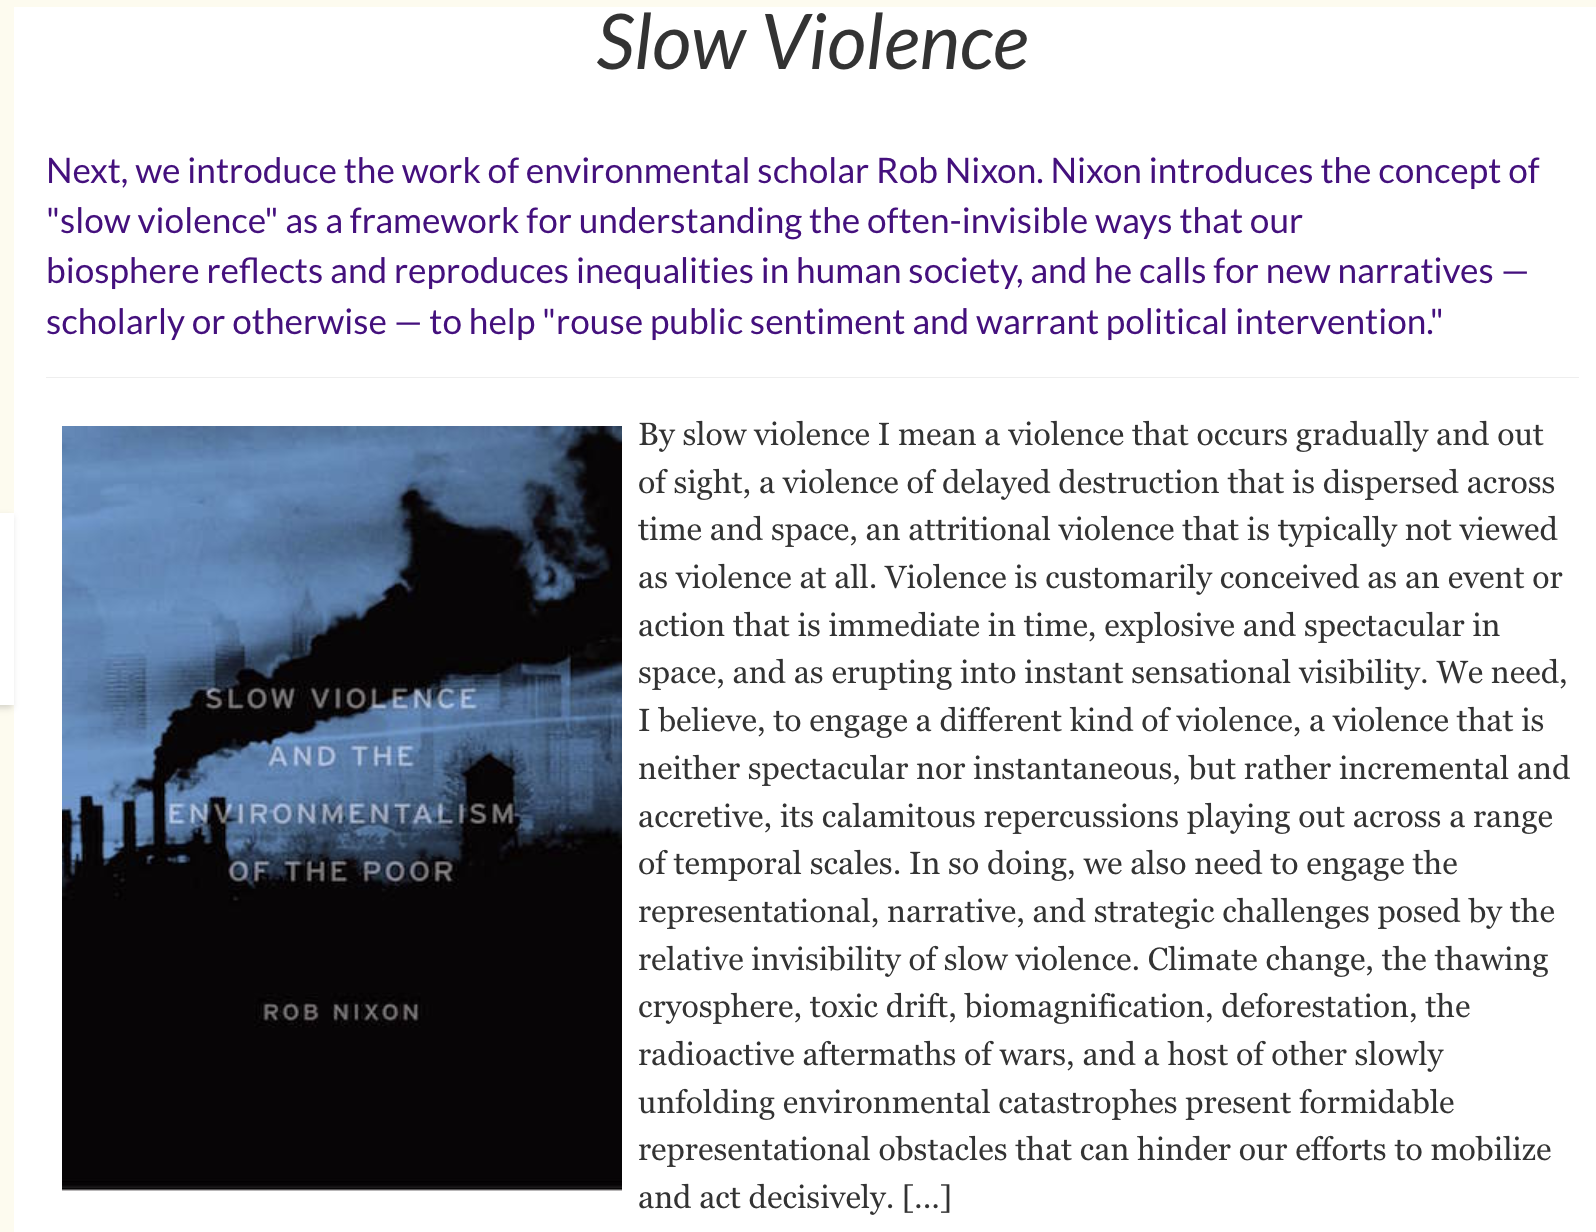 Slow Violence
Next, we introduce the work of environmental scholar Rob Nixon. Nixon introduces the concept of
"slow violence" as a framework for understanding the often-invisible ways that our
biosphere reflects and reproduces inequalities in human society, and he calls for new narratives —
scholarly or otherwise — to help "rouse public sentiment and warrant political intervention."
SLOW VIOLENCE
AND THE
ENVIRONMENTALISM
OF THE POOR
ROB NIXON
By slow violence I mean a violence that occurs gradually and out
of sight, a violence of delayed destruction that is dispersed across
time and space, an attritional violence that is typically not viewed
as violence at all. Violence is customarily conceived as an event or
action that is immediate in time, explosive and spectacular in
space, and as erupting into instant sensational visibility. We need,
I believe, to engage a different kind of violence, a violence that is
neither spectacular nor instantaneous, but rather incremental and
accretive, its calamitous repercussions playing out across a range
of temporal scales. In so doing, we also need to engage the
representational, narrative, and strategic challenges posed by the
relative invisibility of slow violence. Climate change, the thawing
cryosphere, toxic drift, biomagnification, deforestation, the
radioactive aftermaths of wars, and a host of other slowly
unfolding environmental catastrophes present formidable
representational obstacles that can hinder our efforts to mobilize
and act decisively. [...]